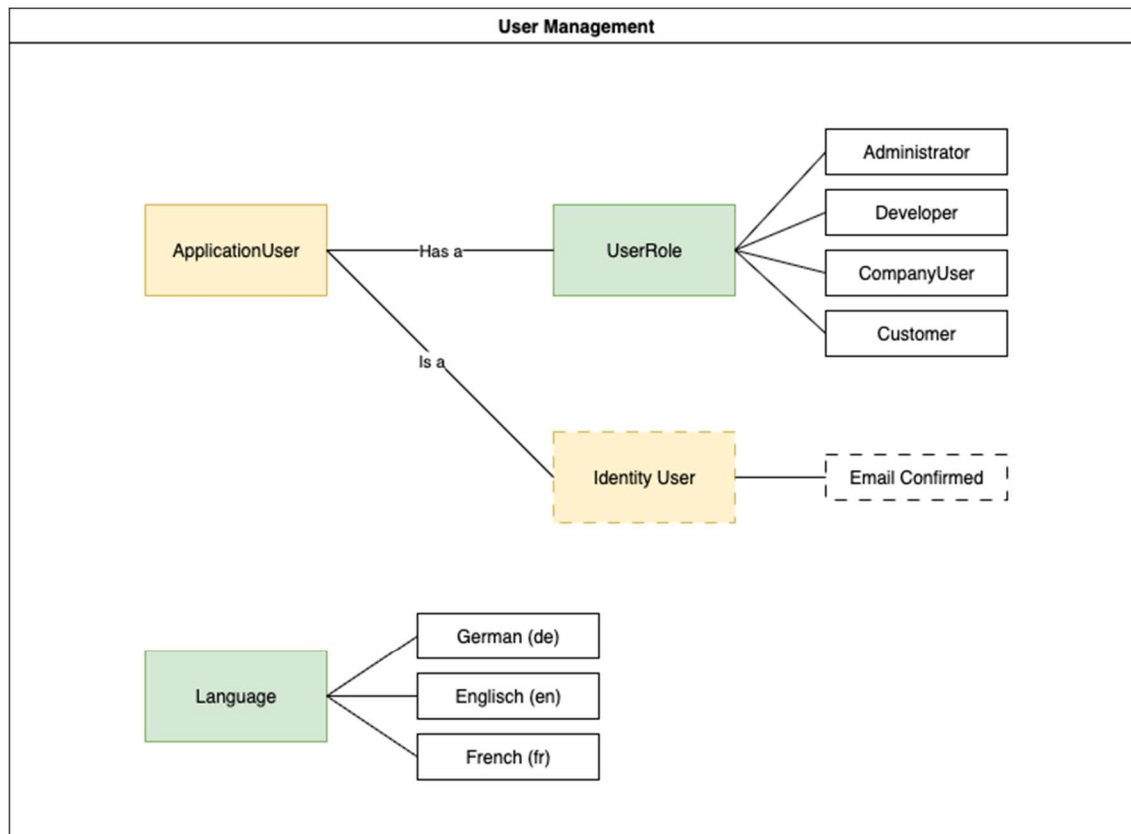 User Management
Administrator
Developer
ApplicationUser
Has a
UserRole
CompanyUser
Customer
Is a
Identity User
Email Confirmed
German (de)
Language
Englisch (en)
French (fr)